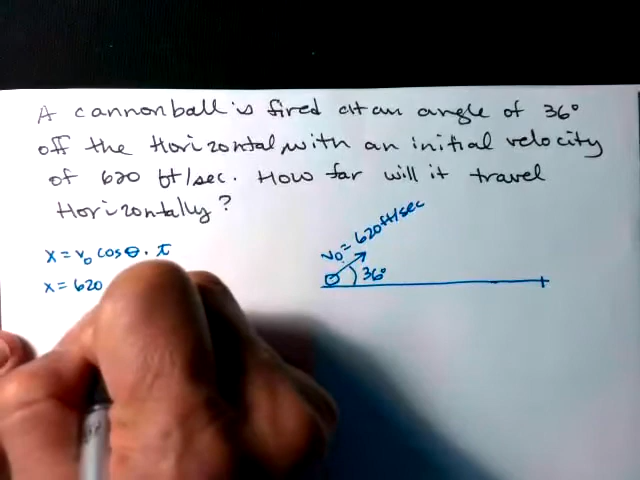 A cannonball is fired at an angle of 36°
off the Horizontal, with an initial velocity
of 620 ft/sec. How far will it travel
Horizontally?
x = v₀ cos θ · t
x = 620
v₀ = 620 ft/sec
36°